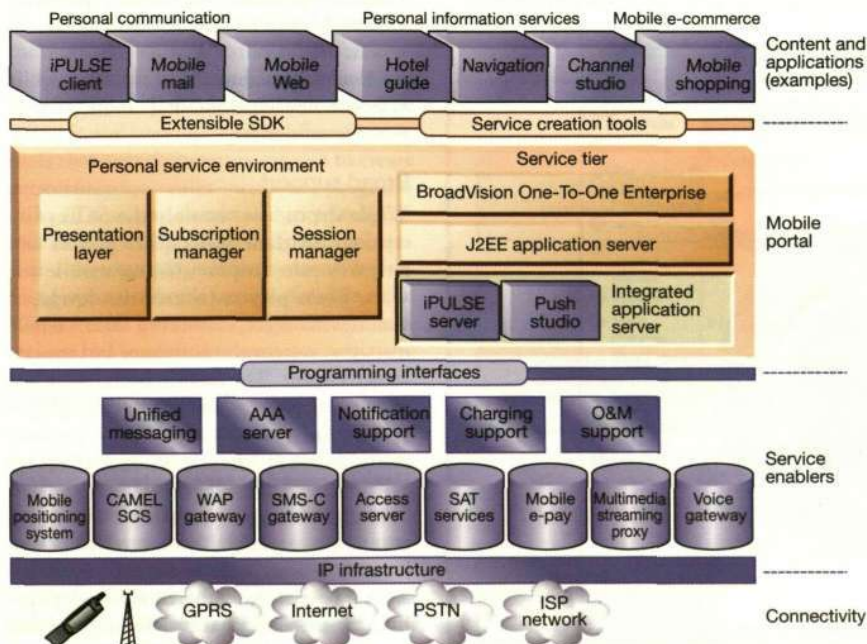 Personal communication
Personal information services
Mobile e-commerce
iPULSE
client
Mobile
mail
Mobile
Web
Hotel
guide
Navigation
Channel
studio
Mobile
shopping
Content and
applications
(examples)
Extensible SDK
Service creation tools
Personal service environment
Service tier
Presentation
layer
Subscription
manager
Session
manager
BroadVision One-To-One Enterprise
J2EE application server
iPULSE
server
Push
studio
Integrated
application
server
Mobile
portal
Programming interfaces
Unified
messaging
AAA
server
Notification
support
Charging
support
O&M
support
Mobile
positioning
system
CAMEL
SCS
WAP
gateway
SMS-C
gateway
Access
server
SAT
services
Mobile
e-pay
Multimedia
streaming
proxy
Voice
gateway
Service
enablers
IP infrastructure
GPRS
Internet
PSTN
ISP
network
Connectivity